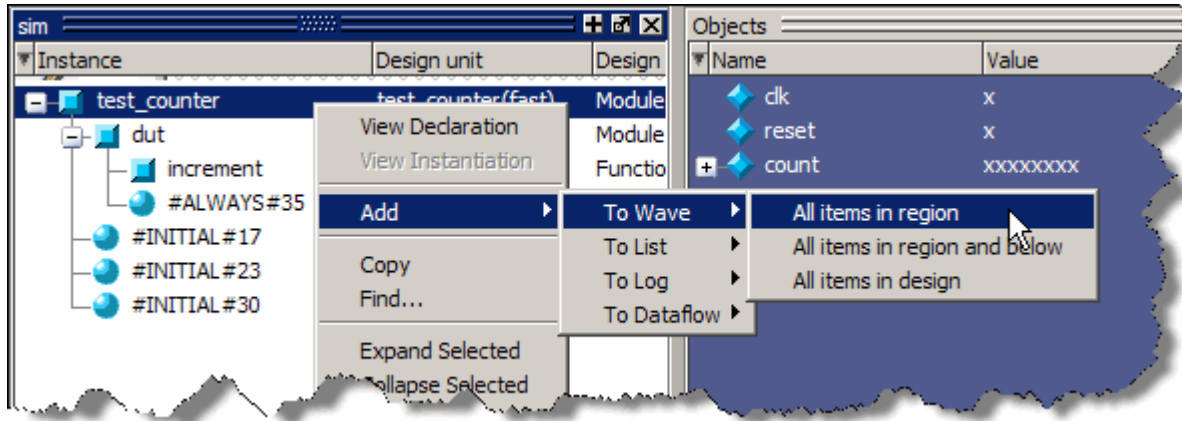 sim
Objects
Instance Design unit Design
Name Value
test_counter test_counter(fast) Module
clk x
View Declaration
dut Module
reset x
View Instantiation
increment Functio
count xxxxxxxx
#ALWAYS#35
Add To Wave All items in region
#INITIAL#17
To List All items in region and below
Copy
#INITIAL#23
To Log All items in design
Find...
#INITIAL#30
To Dataflow
Expand Selected
Collapse Selected